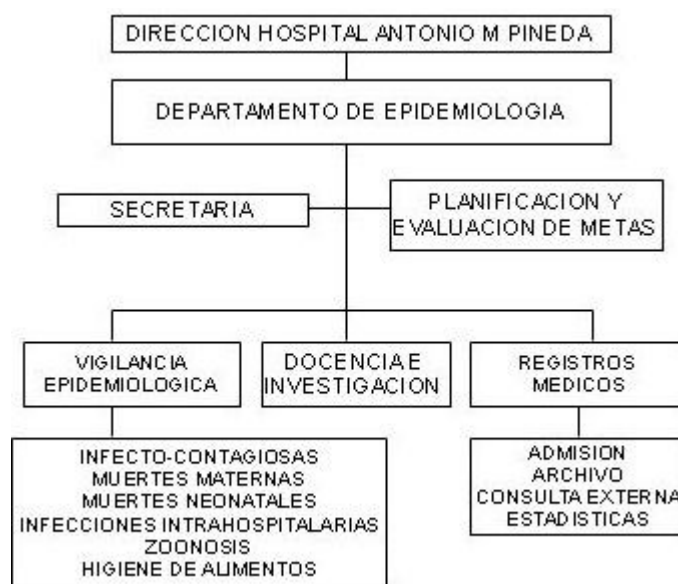 DIRECCION HOSPITAL ANTONIO M PINEDA
DEPARTAMENTO DE EPIDEMIOLOGIA
SECRETARIA
PLANIFICACION Y
EVALUACION DE METAS
VIGILANCIA
EPIDEMIOLOGICA
DOCENCIA E
INVESTIGACION
REGISTROS
MEDICOS
INFECTO-CONTAGIOSAS
MUERTES MATERNAS
MUERTES NEONATALES
INFECCIONES INTRAHOSPITALARIAS
ZOONOSIS
HIGIENE DE ALIMENTOS
ADMISION
ARCHIVO
CONSULTA EXTERNA
ESTADISTICAS